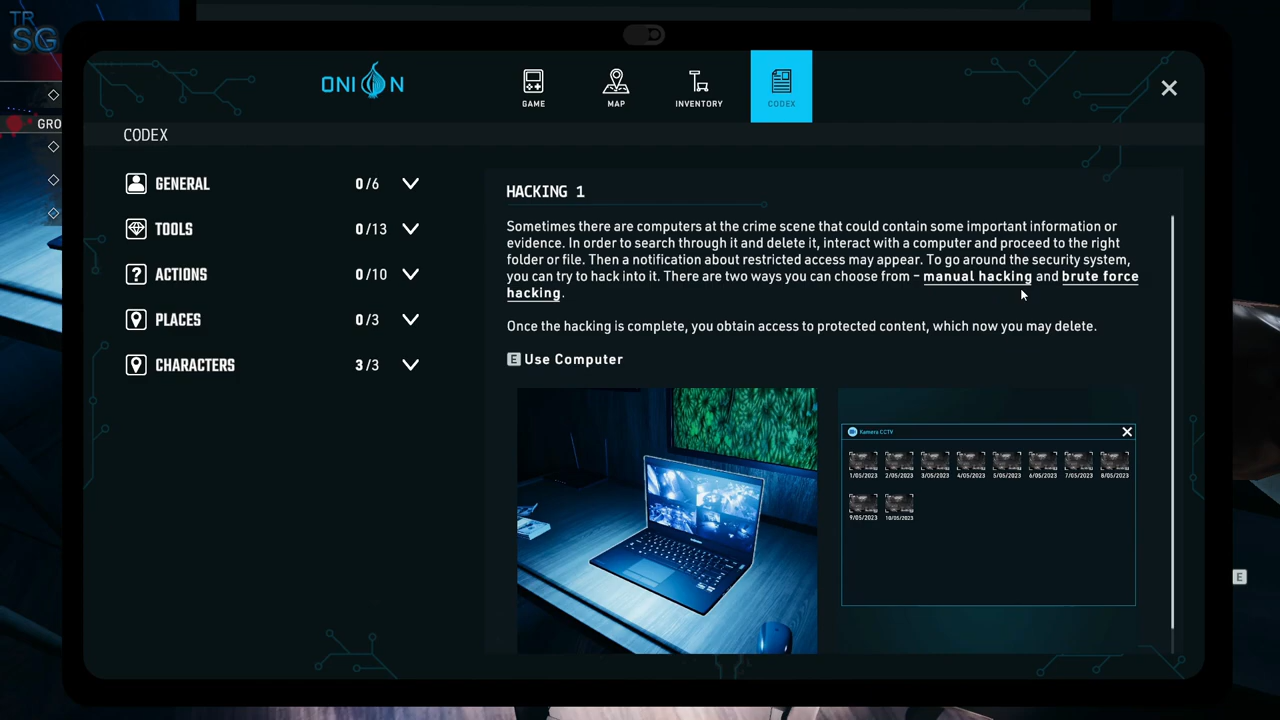 TR
SG
ONION
GAME
MAP
INVENTORY
CODEX
CODEX
GRO
GENERAL 0/6
TOOLS 0/13
ACTIONS 0/10
PLACES 0/3
CHARACTERS 3/3
HACKING 1
Sometimes there are computers at the crime scene that could contain some important information or
evidence. In order to search through it and delete it, interact with a computer and proceed to the right
folder or file. Then a notification about restricted access may appear. To go around the security system,
you can try to hack into it. There are two ways you can choose from – manual hacking and brute force
hacking.
Once the hacking is complete, you obtain access to protected content, which now you may delete.
E Use Computer
Kamera CCTV
1/05/2023 2/05/2023 3/05/2023 4/05/2023 5/05/2023 6/05/2023 7/05/2023 8/05/2023
9/05/2023 10/05/2023
E